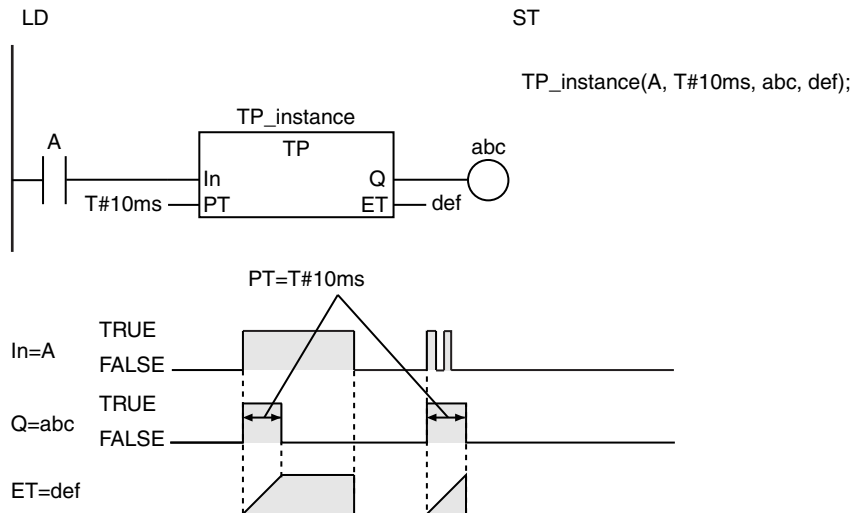 LD
ST
TP_instance(A, T#10ms, abc, def);
TP_instance
A
TP
abc
In
Q
T#10ms
PT
ET
def
PT=T#10ms
In=A
TRUE
FALSE
Q=abc
TRUE
FALSE
ET=def